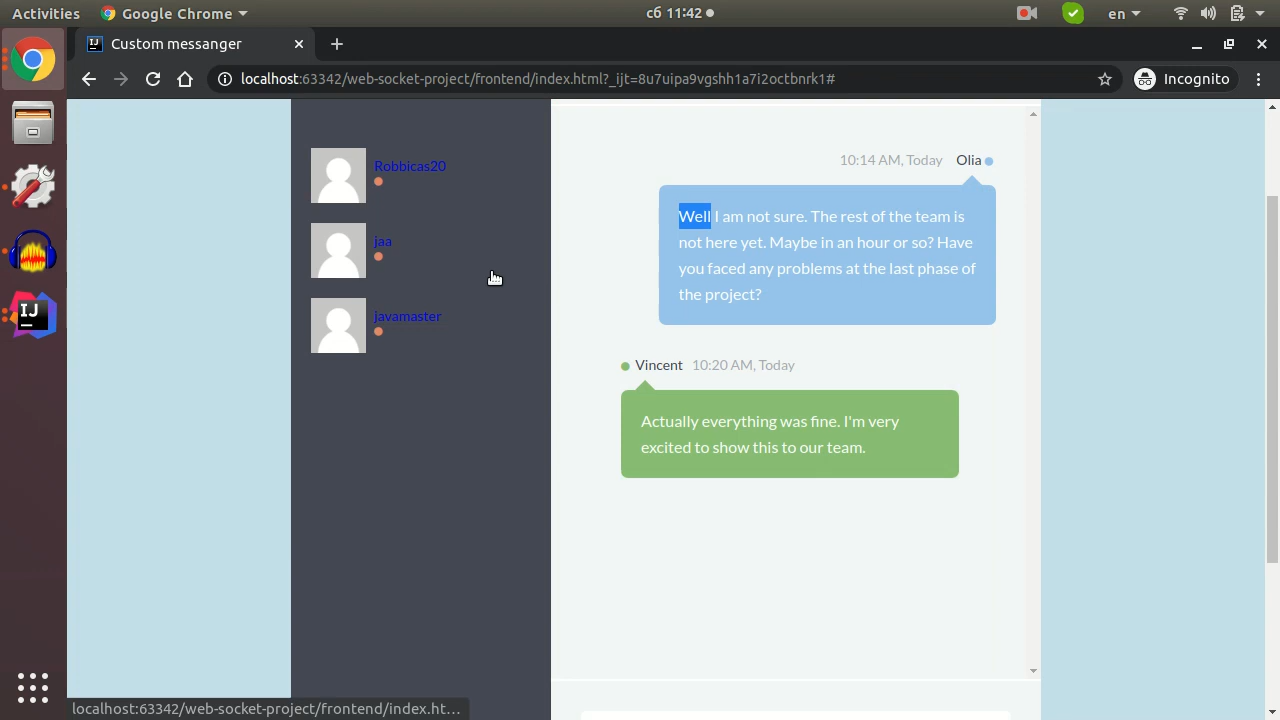 Activities
Google Chrome
сб 11:42
en
Custom messanger
localhost:63342/web-socket-project/frontend/index.html?_ijt=8u7uipa9vgshh1a7i2octbnrk1#
Incognito
Robbicas20
jaa
javamaster
10:14 AM, Today Olia
Well I am not sure. The rest of the team is
not here yet. Maybe in an hour or so? Have
you faced any problems at the last phase of
the project?
Vincent 10:20 AM, Today
Actually everything was fine. I'm very
excited to show this to our team.
IJ
localhost:63342/web-socket-project/frontend/index.ht...